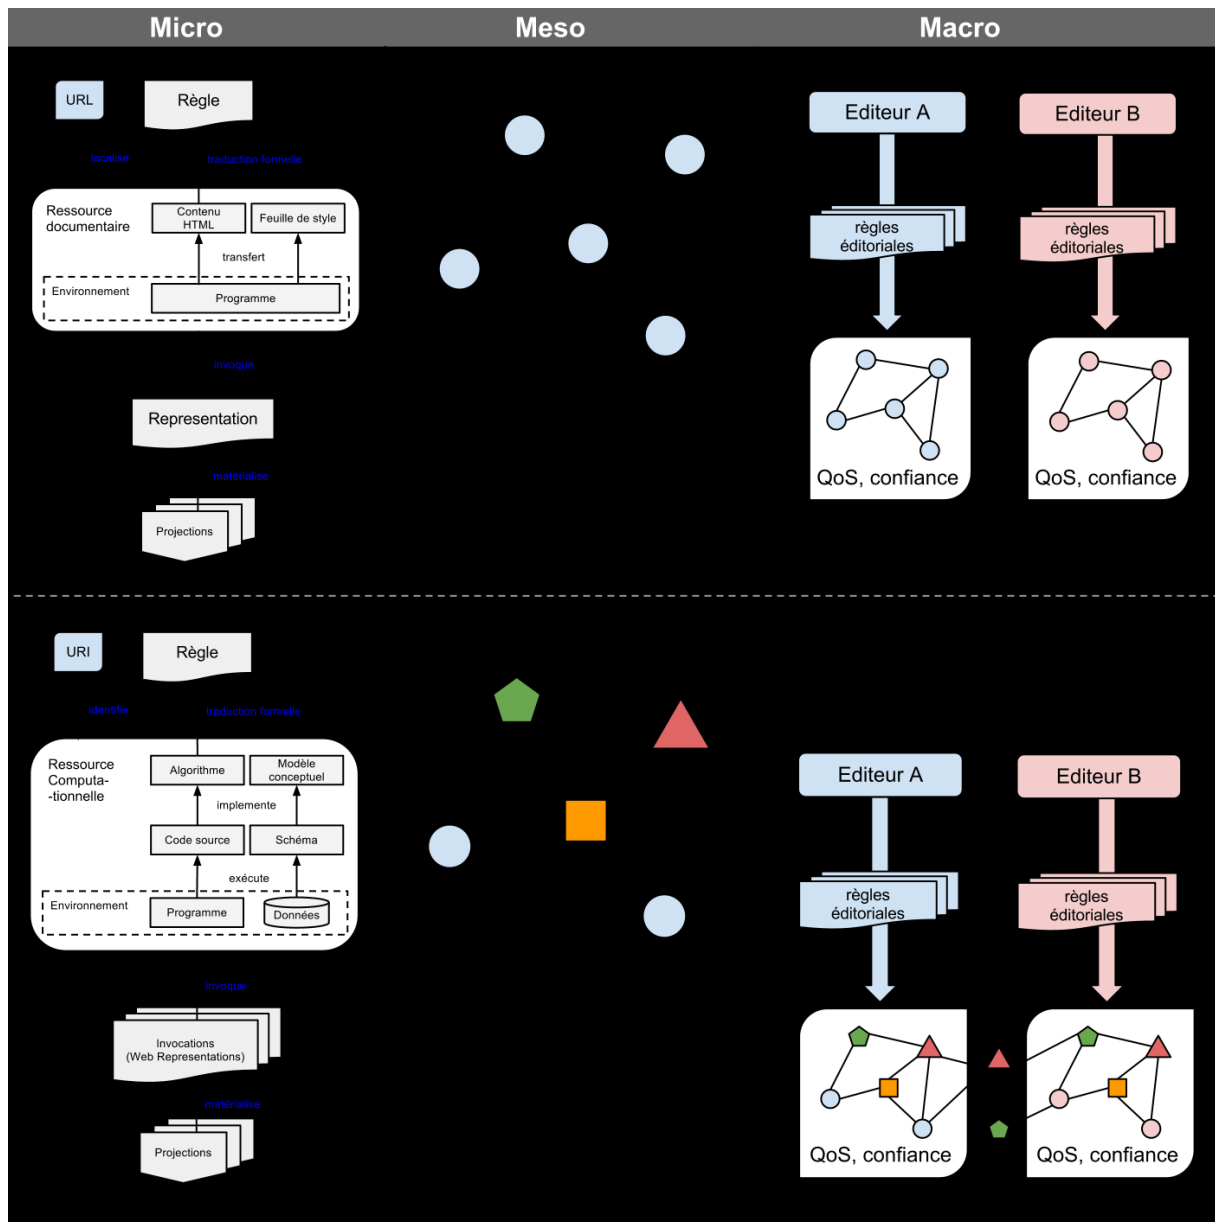 Micro
Meso
Macro
URL
Règle
localise
traduction formelle
Ressource
documentaire
Contenu
HTML
Feuille de style
transfert
Environnement
Programme
invoque
Representation
matérialise
Projections
Editeur A
Editeur B
règles
éditoriales
règles
éditoriales
QoS, confiance
QoS, confiance
URI
Règle
identifie
traduction formelle
Ressource
Computa-
-tionnelle
Algorithme
Modèle
conceptuel
implemente
Code source
Schéma
exécute
Environnement
Programme
Données
invoque
Invocations
(Web Representations)
matérialise
Projections
Editeur A
Editeur B
règles
éditoriales
règles
éditoriales
QoS, confiance
QoS, confiance